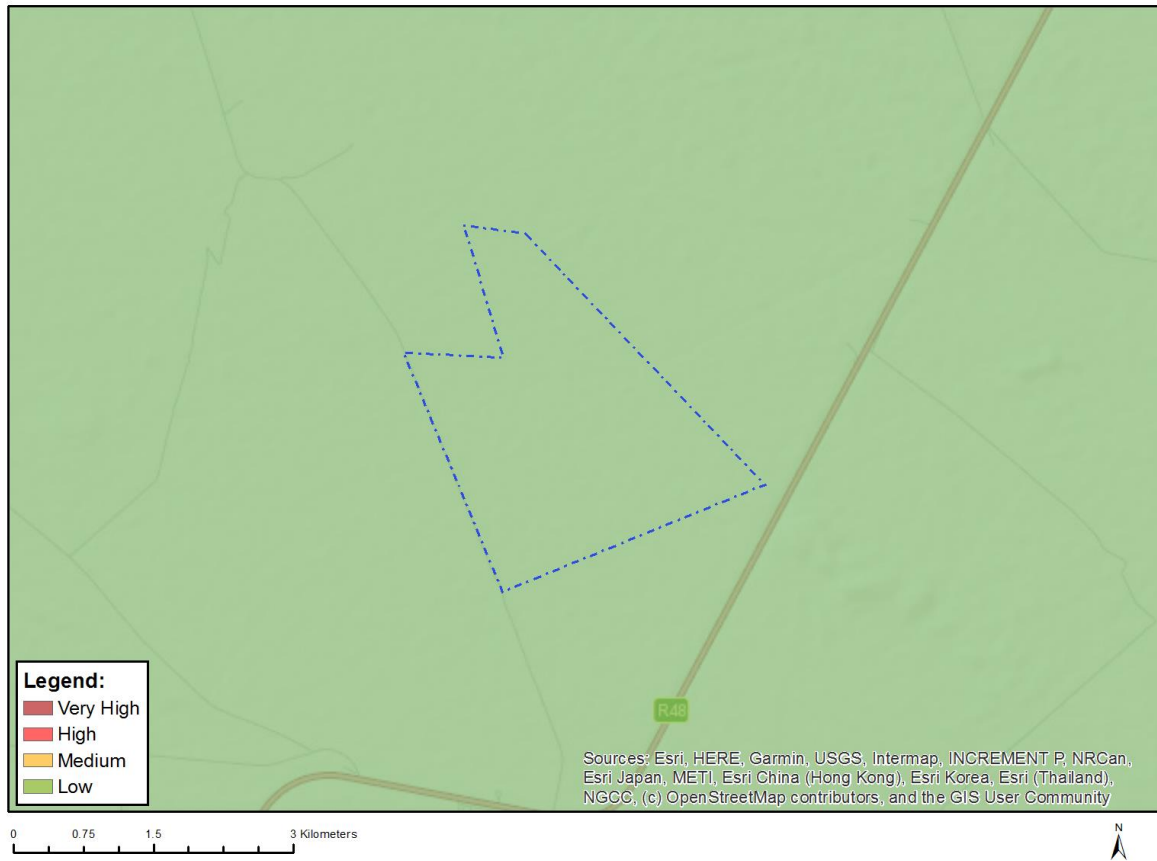 R48
Legend:
Very High
High
Medium
Low
Sources: Esri, HERE, Garmin, USGS, Intermap, INCREMENT P, NRCan,
Esri Japan, METI, Esri China (Hong Kong), Esri Korea, Esri (Thailand),
NGCC, (c) OpenStreetMap contributors, and the GIS User Community
0 0.75 1.5 3 Kilometers
N